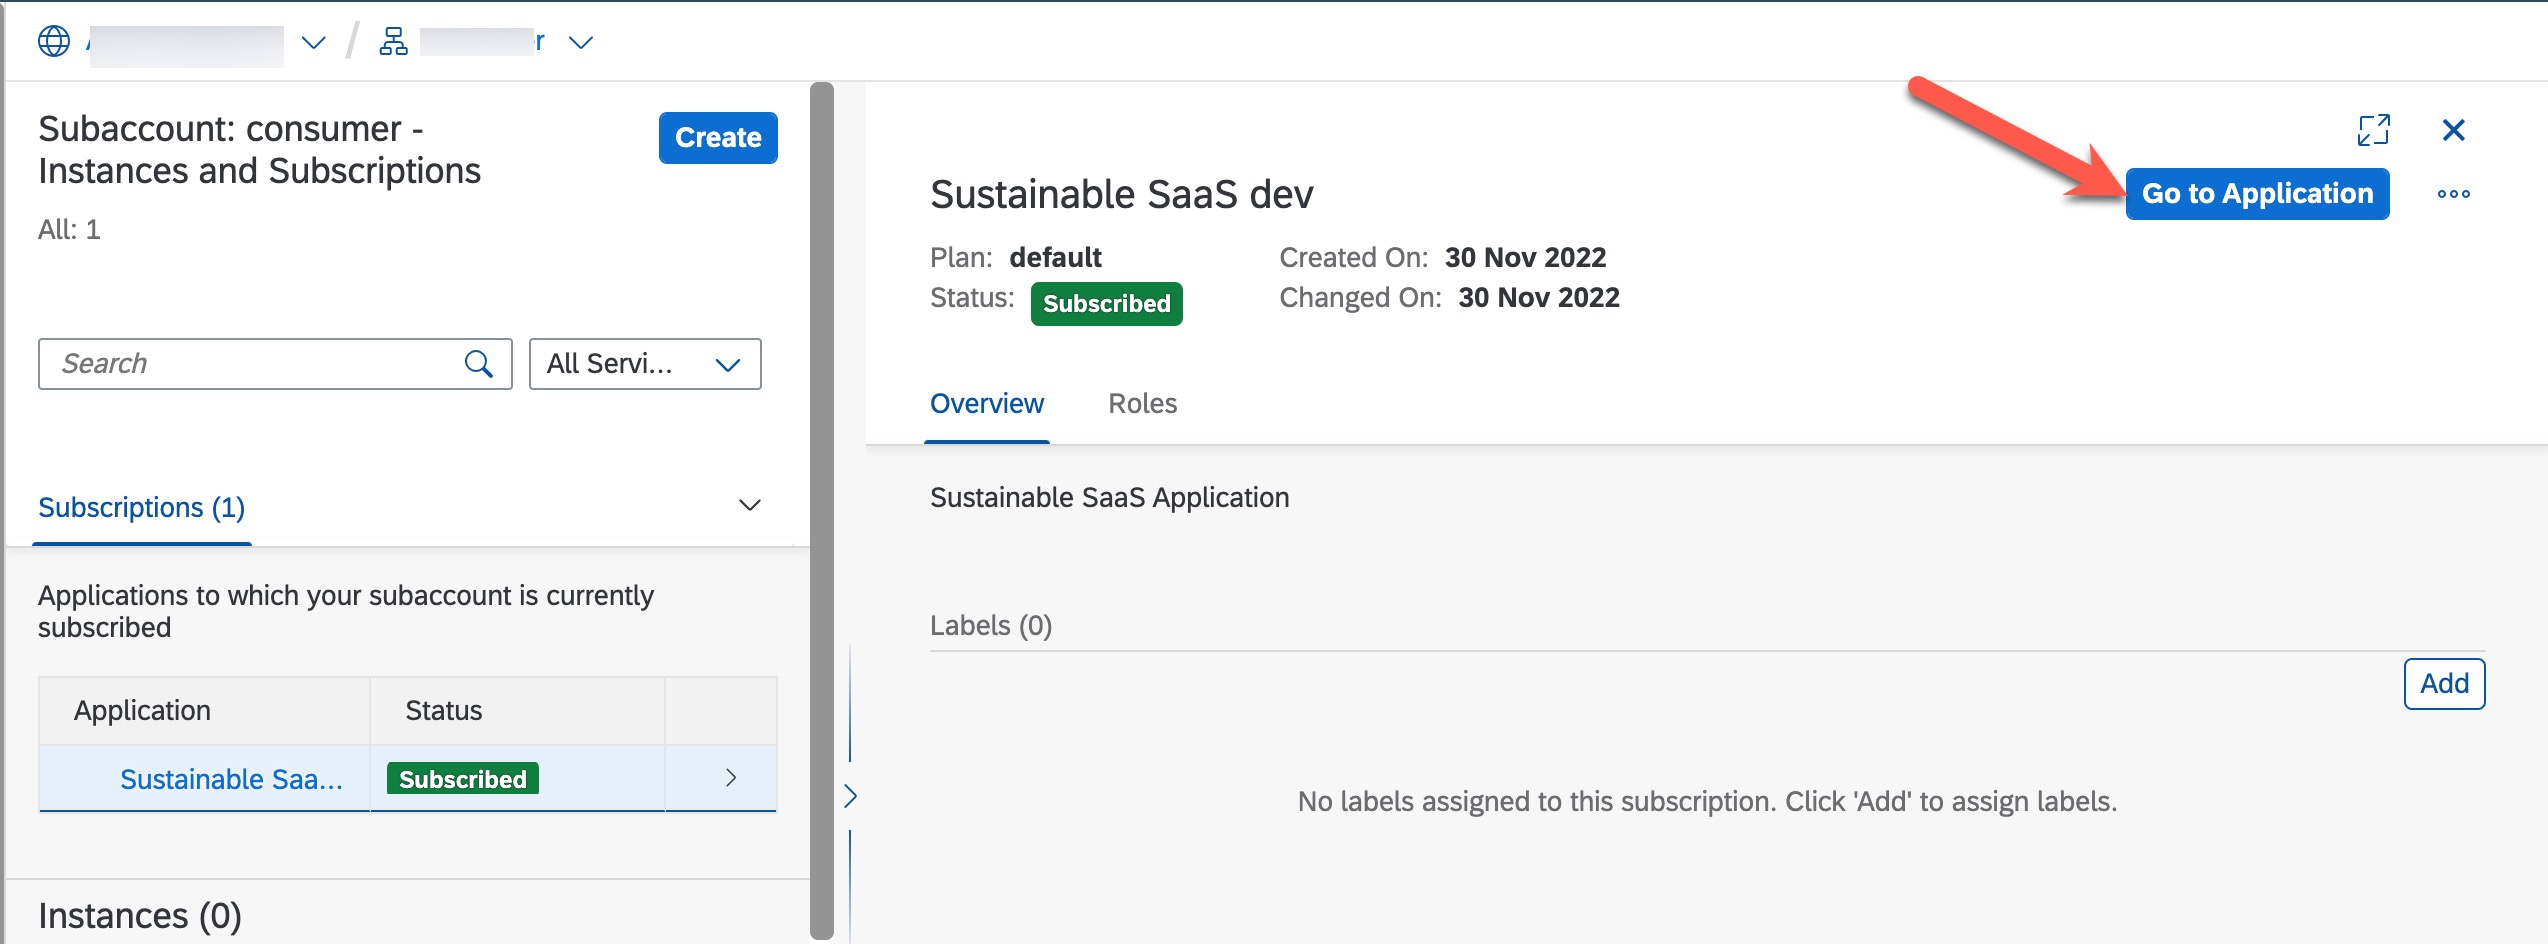 Subaccount: consumer -
Instances and Subscriptions
Create
All: 1
Search
All Servi...
Subscriptions (1)
Applications to which your subaccount is currently
subscribed
Application Status
Sustainable Saa... Subscribed
Instances (0)
Sustainable SaaS dev
Go to Application
Plan: default
Created On: 30 Nov 2022
Status: Subscribed
Changed On: 30 Nov 2022
Overview Roles
Sustainable SaaS Application
Labels (0)
Add
No labels assigned to this subscription. Click 'Add' to assign labels.